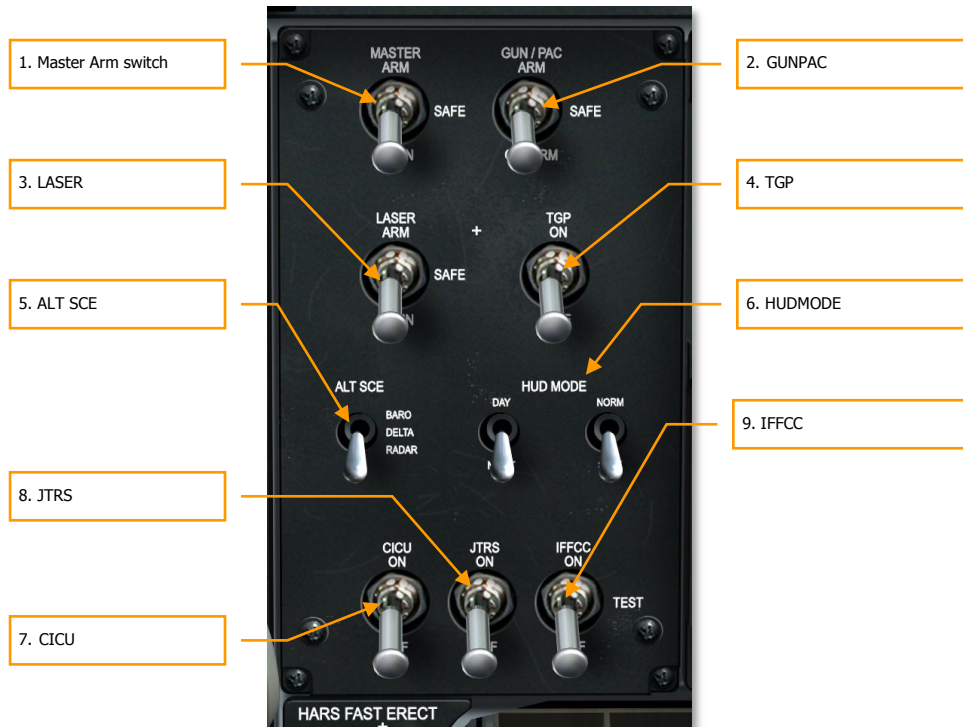 1. Master Arm switch
2. GUNPAC
3. LASER
4. TGP
5. ALT SCE
6. HUDMODE
9. IFFCC
8. JTRS
7. CICU
MASTER
ARM
SAFE
GUN / PAC
ARM
SAFE
LASER
ARM
SAFE
TGP
ON
ALT SCE
BARO
DELTA
RADAR
HUD MODE
DAY
NORM
CICU
ON
JTRS
ON
IFFCC
ON
TEST
HARS FAST ERECT